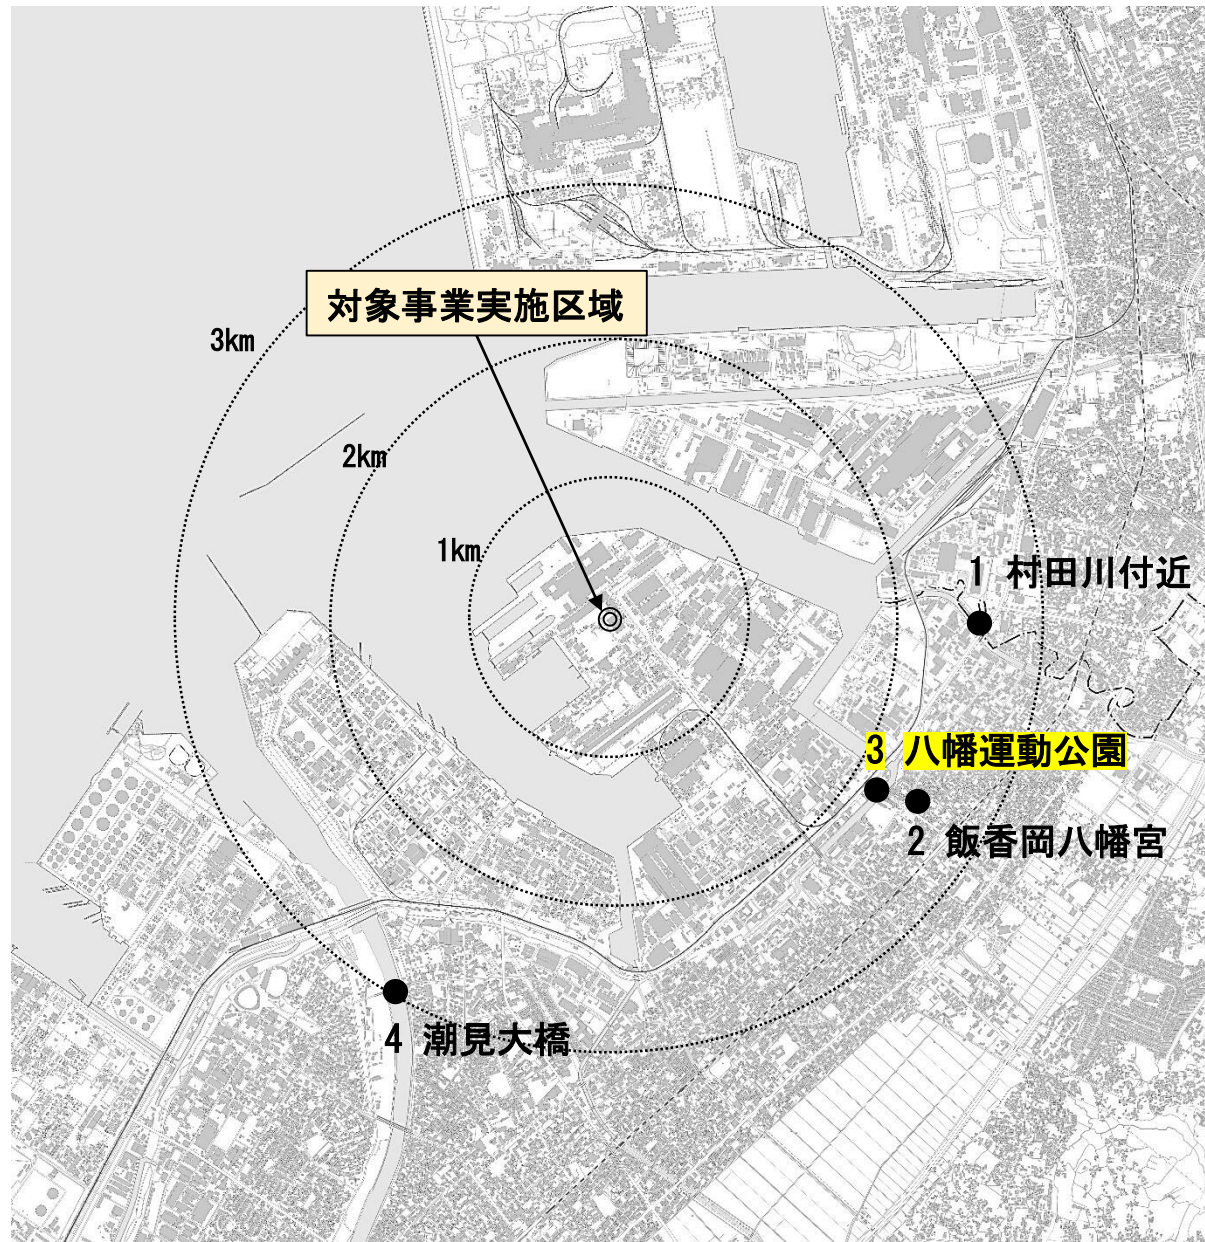 対象事業実施区域
3km
2km
1km
1 村田川付近
3 八幡運動公園
2 飯香岡八幡宮
4 潮見大橋